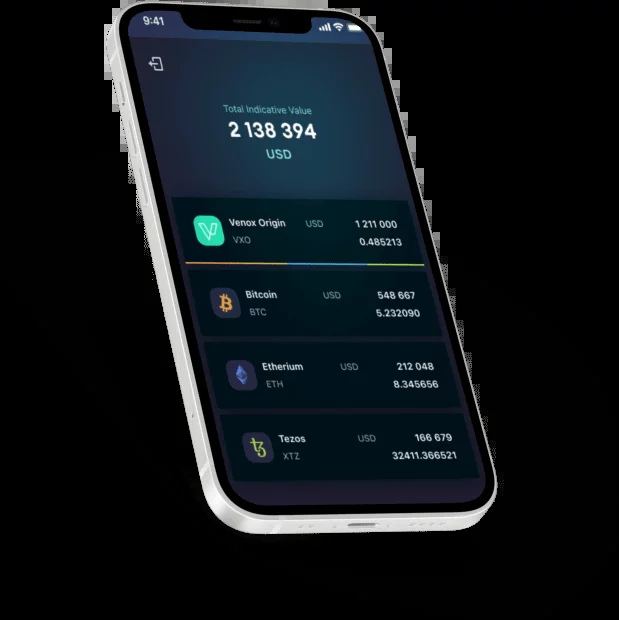 9:41
Total Indicative Value
2 138 394
USD
Venox Origin USD 1 211 000
VXO 0.485213
Bitcoin USD 548 667
BTC 5.232090
Etherium USD 212 048
ETH 8.345656
Tezos USD 166 679
XTZ 32411.366521